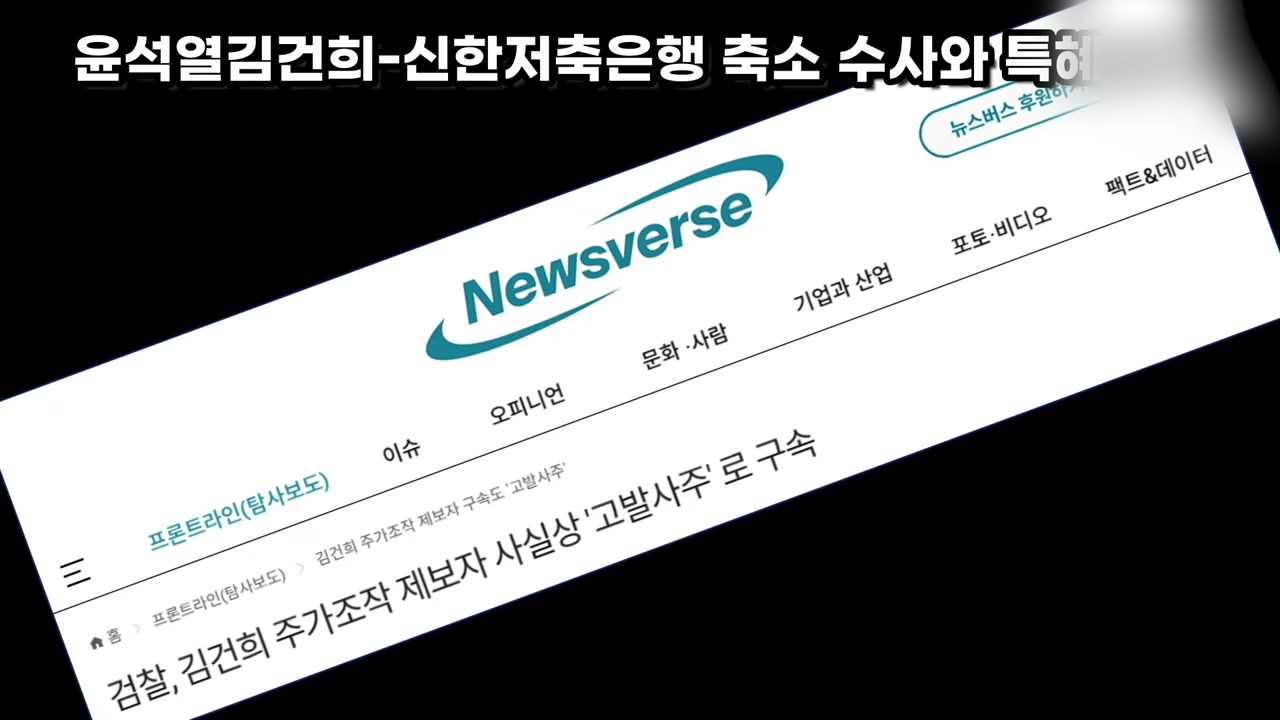 윤석열김건희-신한저축은행 축소 수사와 특혜
뉴스버스 후원하기
Newsverse
프론트라인(탐사보도) 이슈 오피니언 문화 ·사람 기업과 산업 포토·비디오 팩트&데이터
홈 > 프론트라인(탐사보도) > 김건희 주가조작 제보자 구속도 '고발사주'
검찰, 김건희 주가조작 제보자 사실상 '고발사주' 로 구속